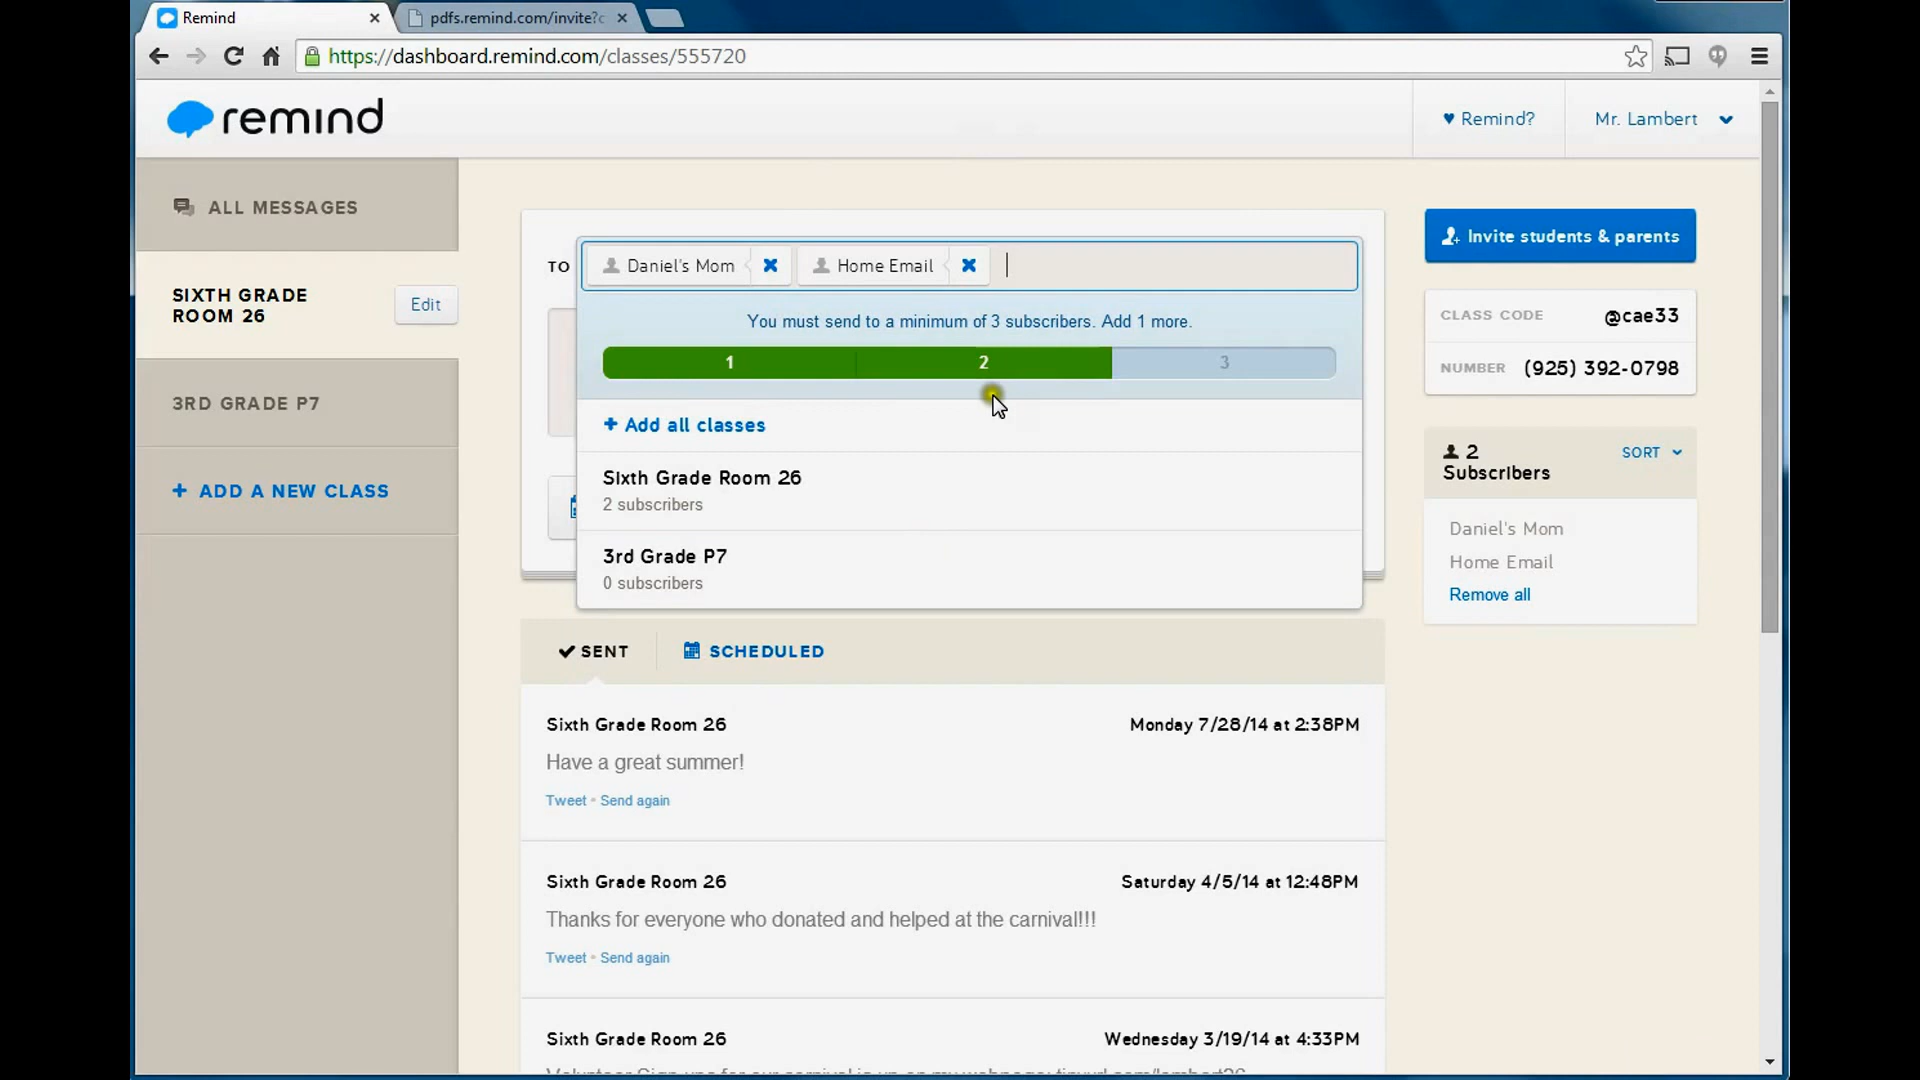 Remind
pdfs.remind.com/invite?c
https://dashboard.remind.com/classes/555720
remind
♥ Remind?
Mr. Lambert
ALL MESSAGES
SIXTH GRADE
ROOM 26
Edit
3RD GRADE P7
+ ADD A NEW CLASS
TO
Daniel's Mom
Home Email
You must send to a minimum of 3 subscribers. Add 1 more.
1
2
3
+ Add all classes
Sixth Grade Room 26
2 subscribers
3rd Grade P7
0 subscribers
Invite students & parents
CLASS CODE @cae33
NUMBER (925) 392-0798
2
Subscribers
SORT
Daniel's Mom
Home Email
Remove all
SENT
SCHEDULED
Sixth Grade Room 26 Monday 7/28/14 at 2:38PM
Have a great summer!
Tweet • Send again
Sixth Grade Room 26 Saturday 4/5/14 at 12:48PM
Thanks for everyone who donated and helped at the carnival!!!
Tweet • Send again
Sixth Grade Room 26 Wednesday 3/19/14 at 4:33PM